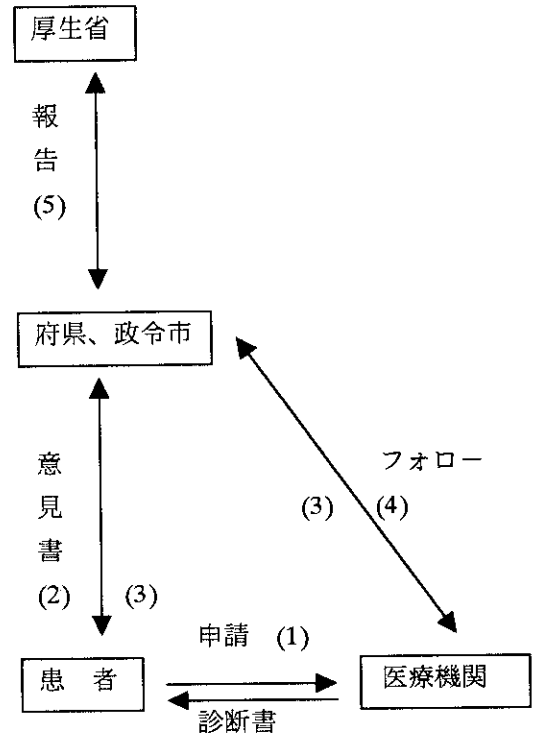 厚生省
報告
(5)
府県、政令市
意見書
(2) (3)
フォロー
(3) (4)
申請 (1)
患 者
医療機関
診断書